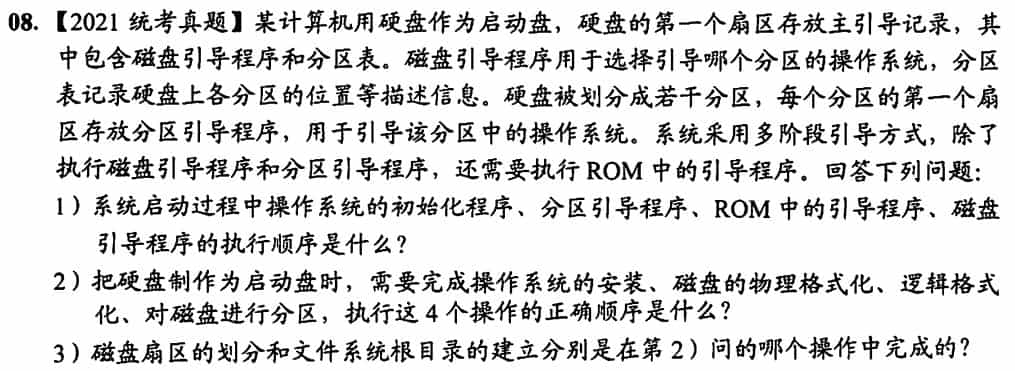 08.【2021 统考真题】某计算机用硬盘作为启动盘，硬盘的第一个扇区存放主引导记录，其
中包含磁盘引导程序和分区表。磁盘引导程序用于选择引导哪个分区的操作系统，分区
表记录硬盘上各分区的位置等描述信息。硬盘被划分成若干分区，每个分区的第一个扇
区存放分区引导程序，用于引导该分区中的操作系统。系统采用多阶段引导方式，除了
执行磁盘引导程序和分区引导程序，还需要执行 ROM 中的引导程序。回答下列问题：
1）系统启动过程中操作系统的初始化程序、分区引导程序、ROM 中的引导程序、磁盘
引导程序的执行顺序是什么？
2）把硬盘制作为启动盘时，需要完成操作系统的安装、磁盘的物理格式化、逻辑格式
化、对磁盘进行分区，执行这 4 个操作的正确顺序是什么？
3）磁盘扇区的划分和文件系统根目录的建立分别是在第 2）问的哪个操作中完成的？